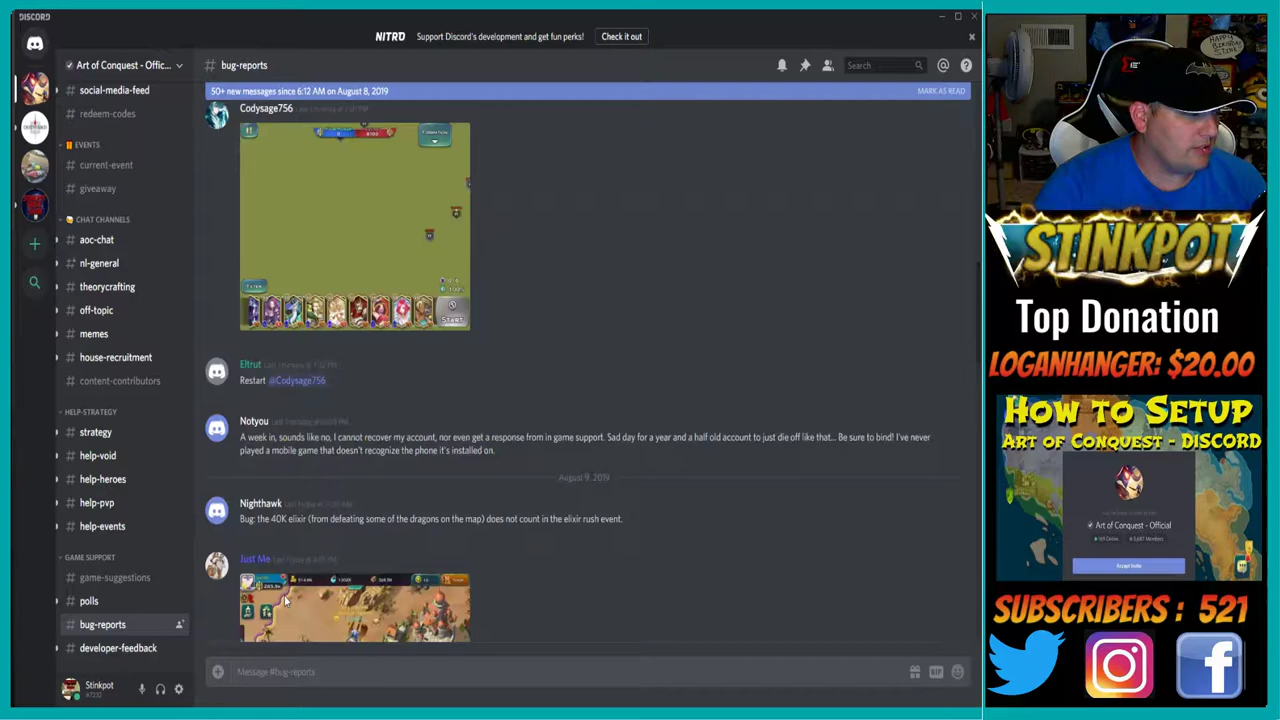 DISCORD
NITRO Support Discord's development and get fun perks! Check it out
Art of Conquest - Offic...
# bug-reports
Search
50+ new messages since 6:12 AM on August 8, 2019 MARK AS READ
# social-media-feed
# redeem-codes
EVENTS
# current-event
# giveaway
CHAT CHANNELS
# aoc-chat
# nl-general
# theorycrafting
# off-topic
# memes
# house-recruitment
# content-contributors
HELP-STRATEGY
# strategy
# help-void
# help-heroes
# help-pvp
# help-events
GAME SUPPORT
# game-suggestions
# polls
# bug-reports
# developer-feedback
Stinkpot
Codysage756
START
Eltrut
Restart @Codysage756
Notyou
A week in, sounds like no, I cannot recover my account, nor even get a response from in game support. Sad day for a year and a half old account to just die off like that... Be sure to bind! I've never
played a mobile game that doesn't recognize the phone it's installed on.
August 9, 2019
Nighthawk
Bug: the 40K elixir (from defeating some of the dragons on the map) does not count in the elixir rush event.
Just Me
Message #bug-reports
GIF
HAPPY
BIRTHDAY
STINK
STINKPOT
Top Donation
LOGANHANGER: $20.00
HOW TO SETUP
ART OF CONQUEST - DISCORD
Art of Conquest - Official
Accept Invite
SUBSCRIBERS : 521